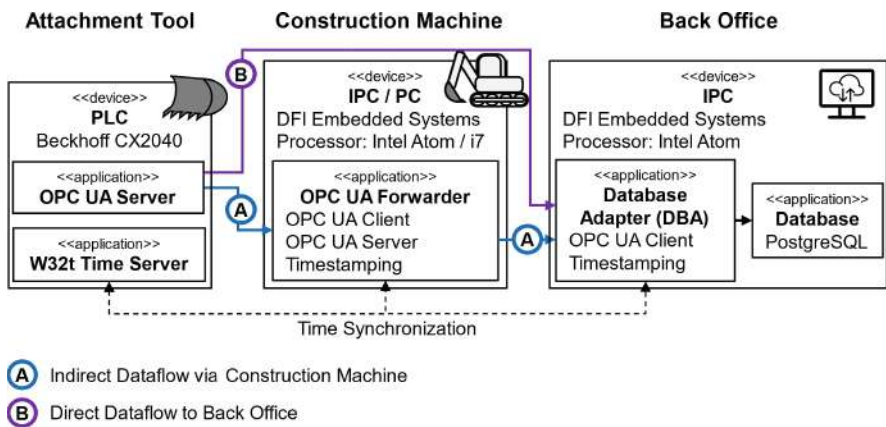 Attachment Tool
Construction Machine
Back Office
<<device>>
PLC
Beckhoff CX2040
<<application>>
OPC UA Server
<<application>>
W32t Time Server
B
A
<<device>>
IPC / PC
DFI Embedded Systems
Processor: Intel Atom / i7
<<application>>
OPC UA Forwarder
OPC UA Client
OPC UA Server
Timestamping
A
<<device>>
IPC
DFI Embedded Systems
Processor: Intel Atom
<<application>>
Database
Adapter (DBA)
OPC UA Client
Timestamping
<<application>>
Database
PostgreSQL
Time Synchronization
A Indirect Dataflow via Construction Machine
B Direct Dataflow to Back Office